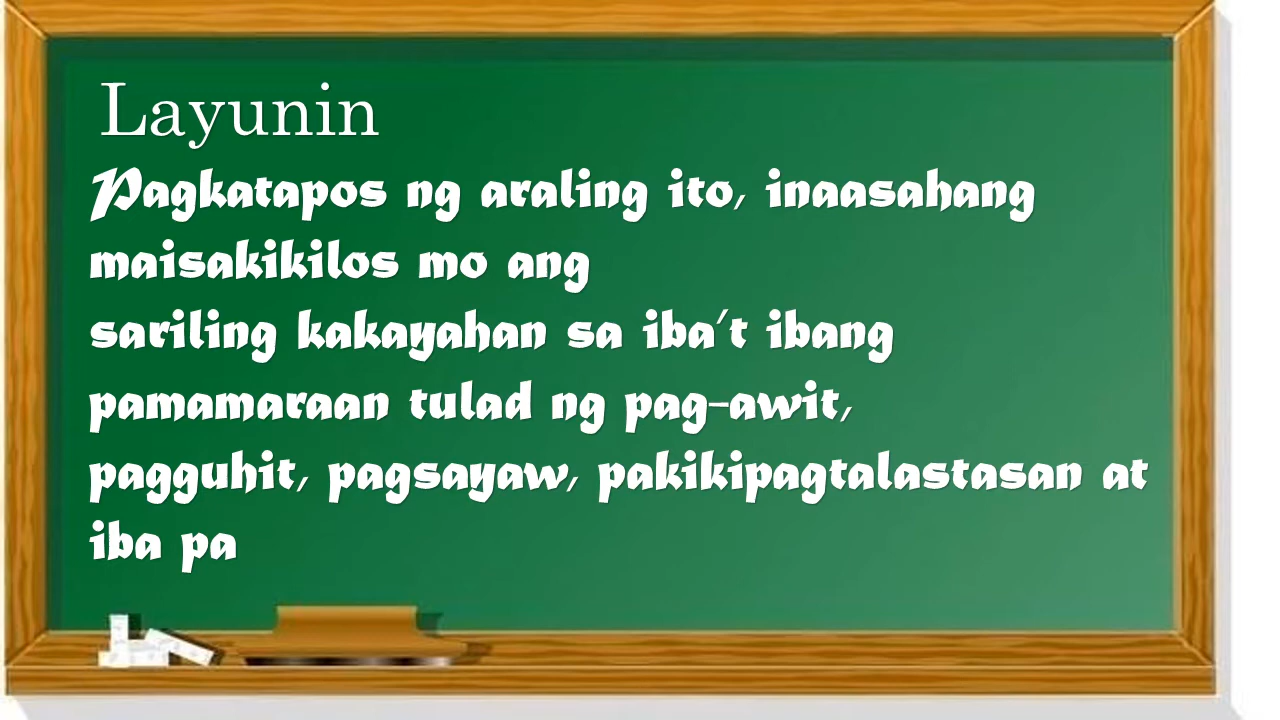 Layunin
Pagkatapos ng araling ito, inaasahang
maisakikilos mo ang
sariling kakayahan sa iba't ibang
pamamaraan tulad ng pag-awit,
pagguhit, pagsayaw, pakikipagtalastasan at
iba pa